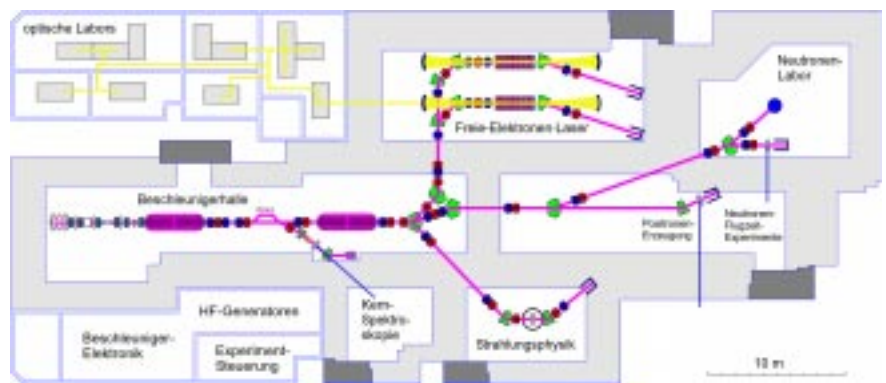 optische Labors
Neutronen-
Labor
Freie-Elektronen-Laser
Beschleunigerhalle
Positronen-
Erzeugung
Neutronen-
Flugzeit-
Experimente
HF-Generatoren
Kern-
Spektro-
skopie
Beschleuniger-
Elektronik
Experiment-
Steuerung
Strahlungsphysik
10 m